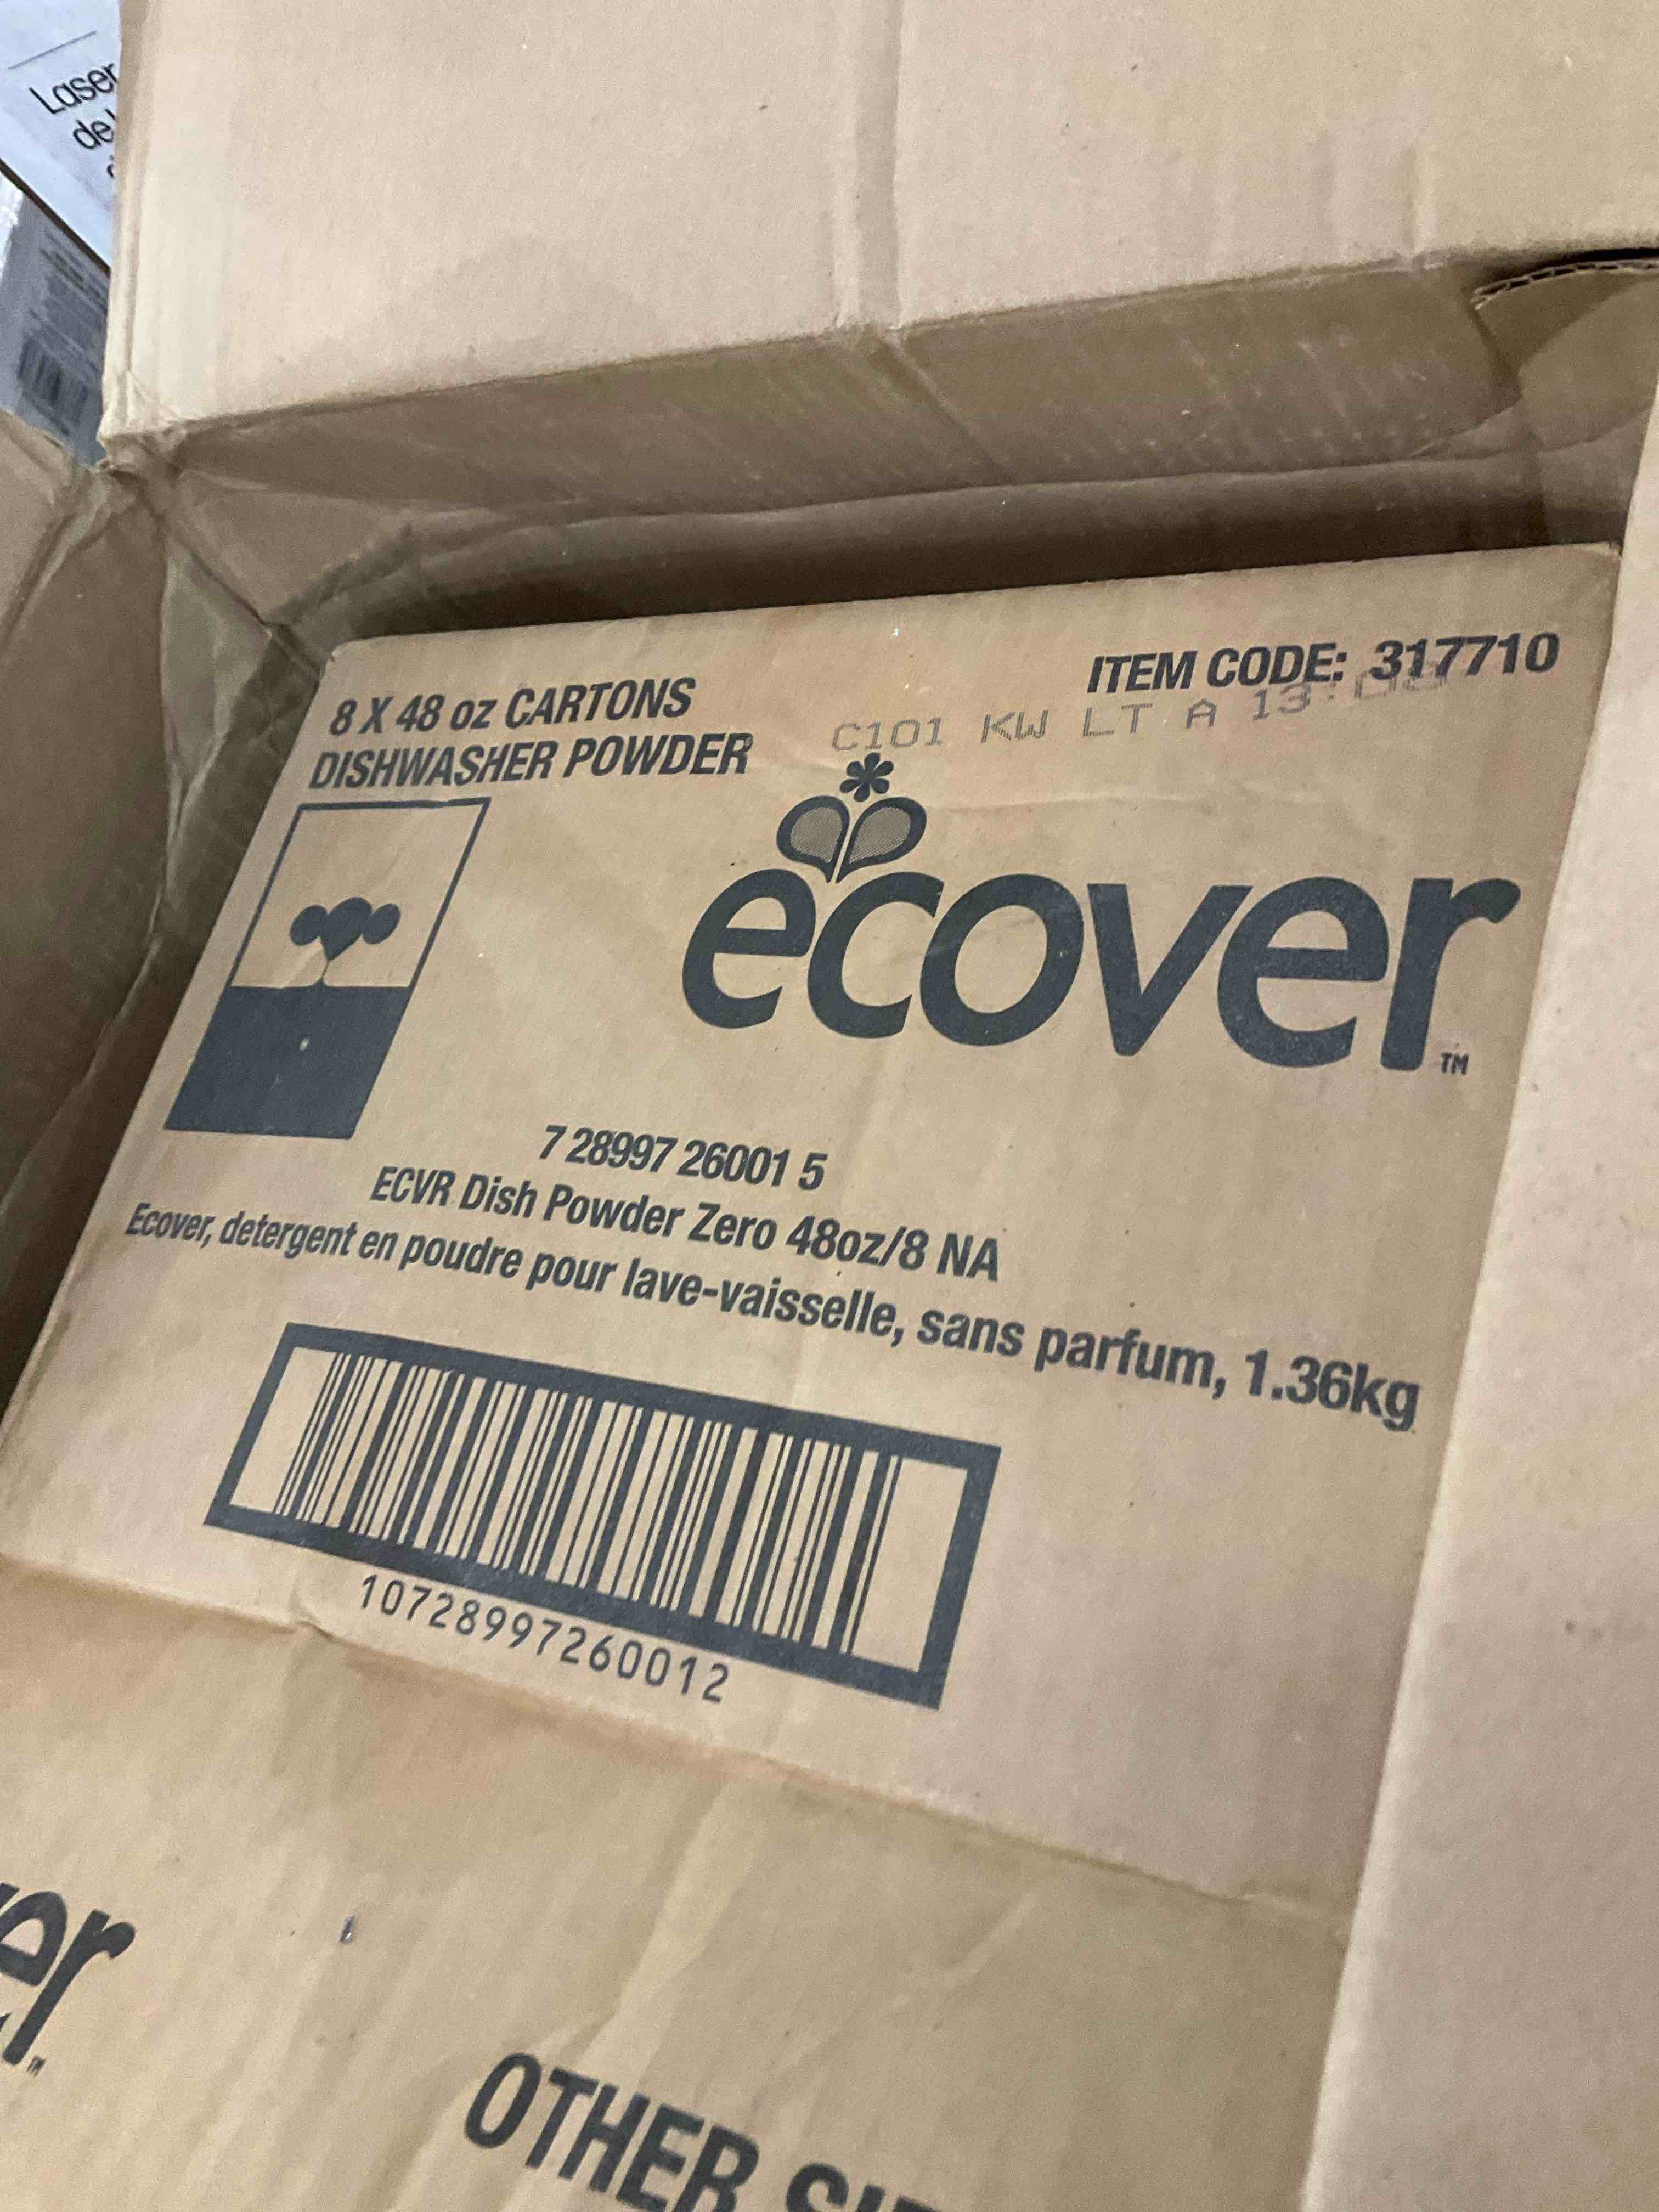 Laser
8 X 48 oz CARTONS
DISHWASHER POWDER
ITEM CODE: 317710
C101 KW LT A
ecover
TM
7 28997 26001 5
ECVR Dish Powder Zero 48oz/8 NA
Ecover, detergent en poudre pour lave-vaisselle, sans parfum, 1.36kg
10728997260012
er
TM
OTHER